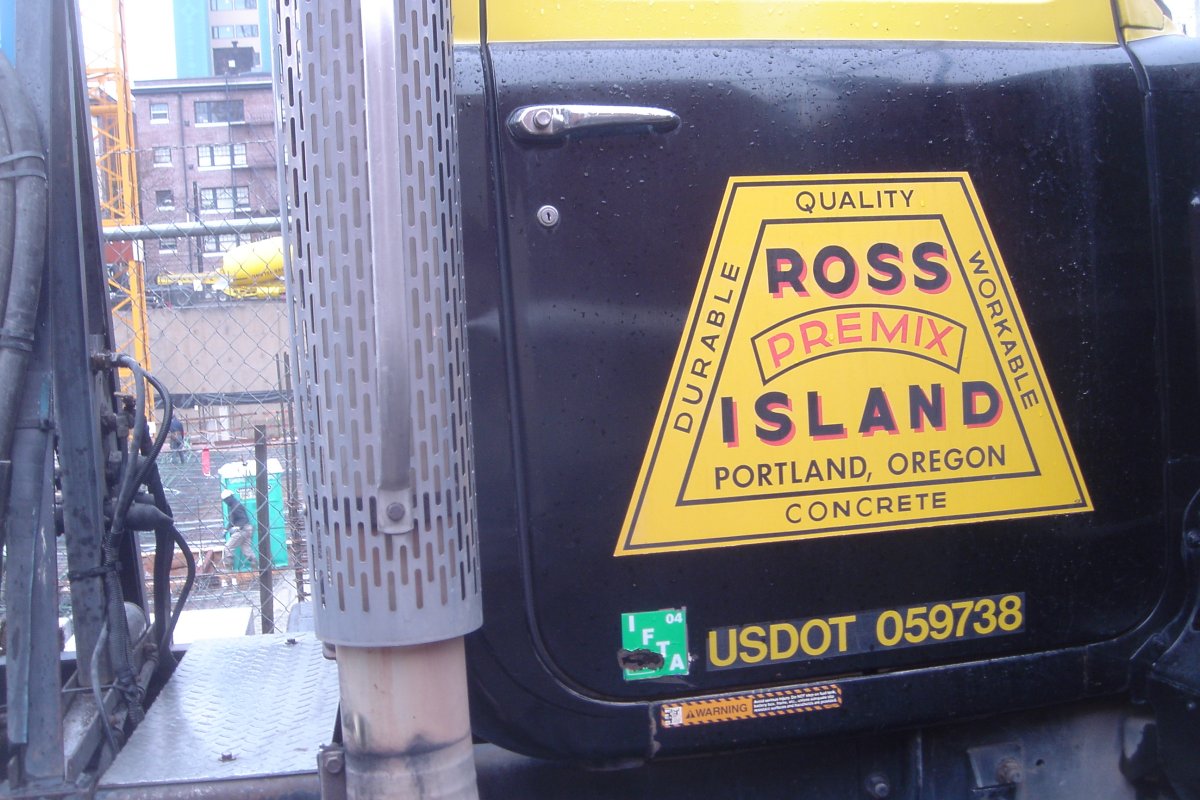 QUALITY
DURABLE
WORKABLE
ROSS
PREMIX
ISLAND
PORTLAND, OREGON
CONCRETE
IFTA
04
USDOT 059738
WARNING